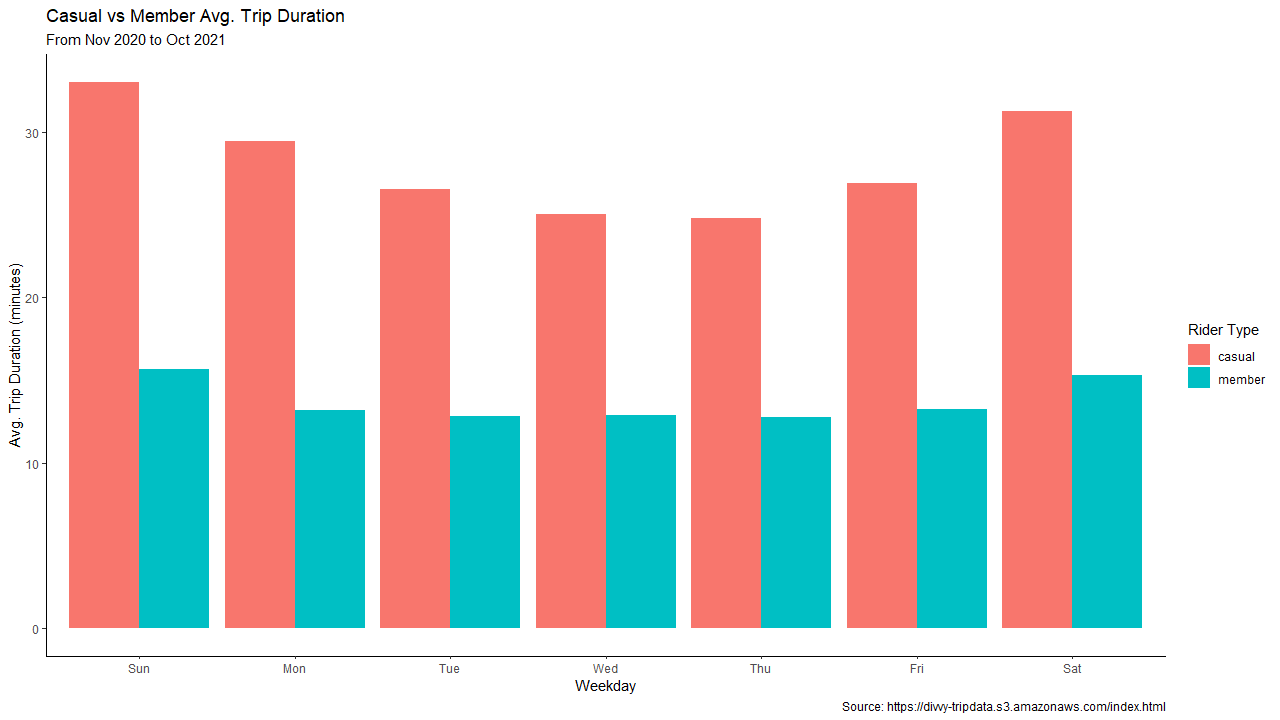 Casual vs Member Avg. Trip Duration
From Nov 2020 to Oct 2021
Avg. Trip Duration (minutes)
30
20
10
0
Sun Mon Tue Wed Thu Fri Sat
Weekday
Rider Type
casual
member
Source: https://divvy-tripdata.s3.amazonaws.com/index.html